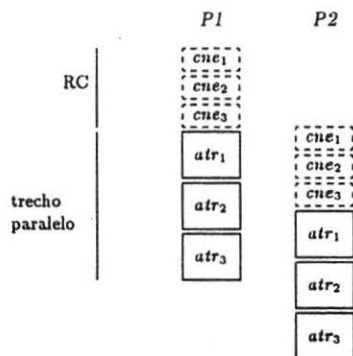 P1 P2
cne₁
RC cne₂
cne₃ cne₁
atr₁ cne₂
cne₃
trecho atr₂ atr₁
paralelo
atr₃ atr₂
atr₃